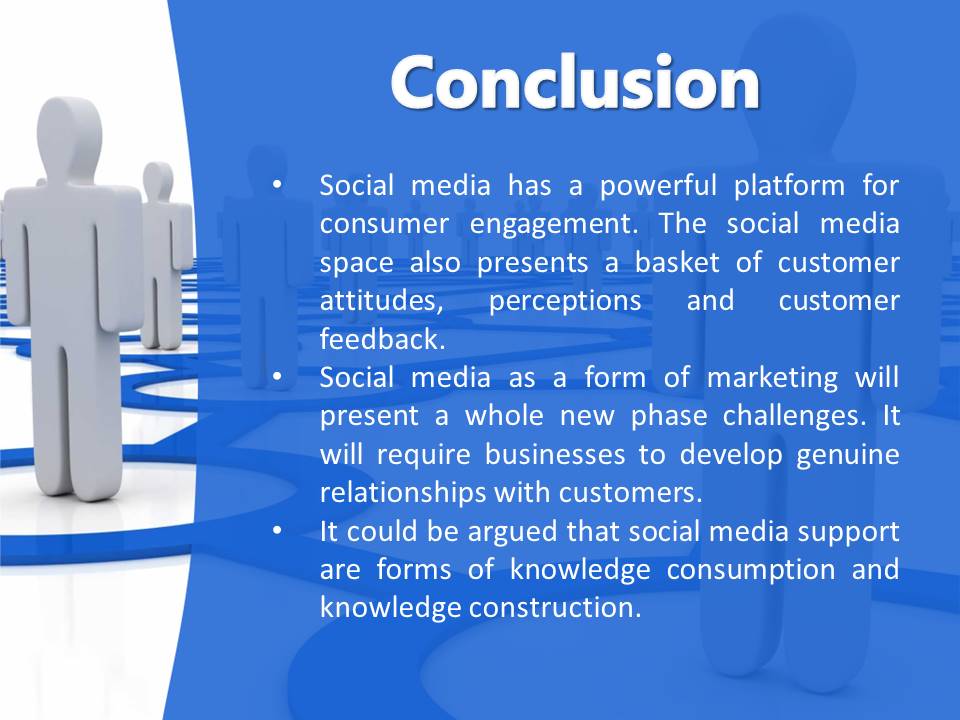 Conclusion
• Social media has a powerful platform for
consumer engagement. The social media
space also presents a basket of customer
attitudes, perceptions and customer
feedback.
• Social media as a form of marketing will
present a whole new phase challenges. It
will require businesses to develop genuine
relationships with customers.
• It could be argued that social media support
are forms of knowledge consumption and
knowledge construction.